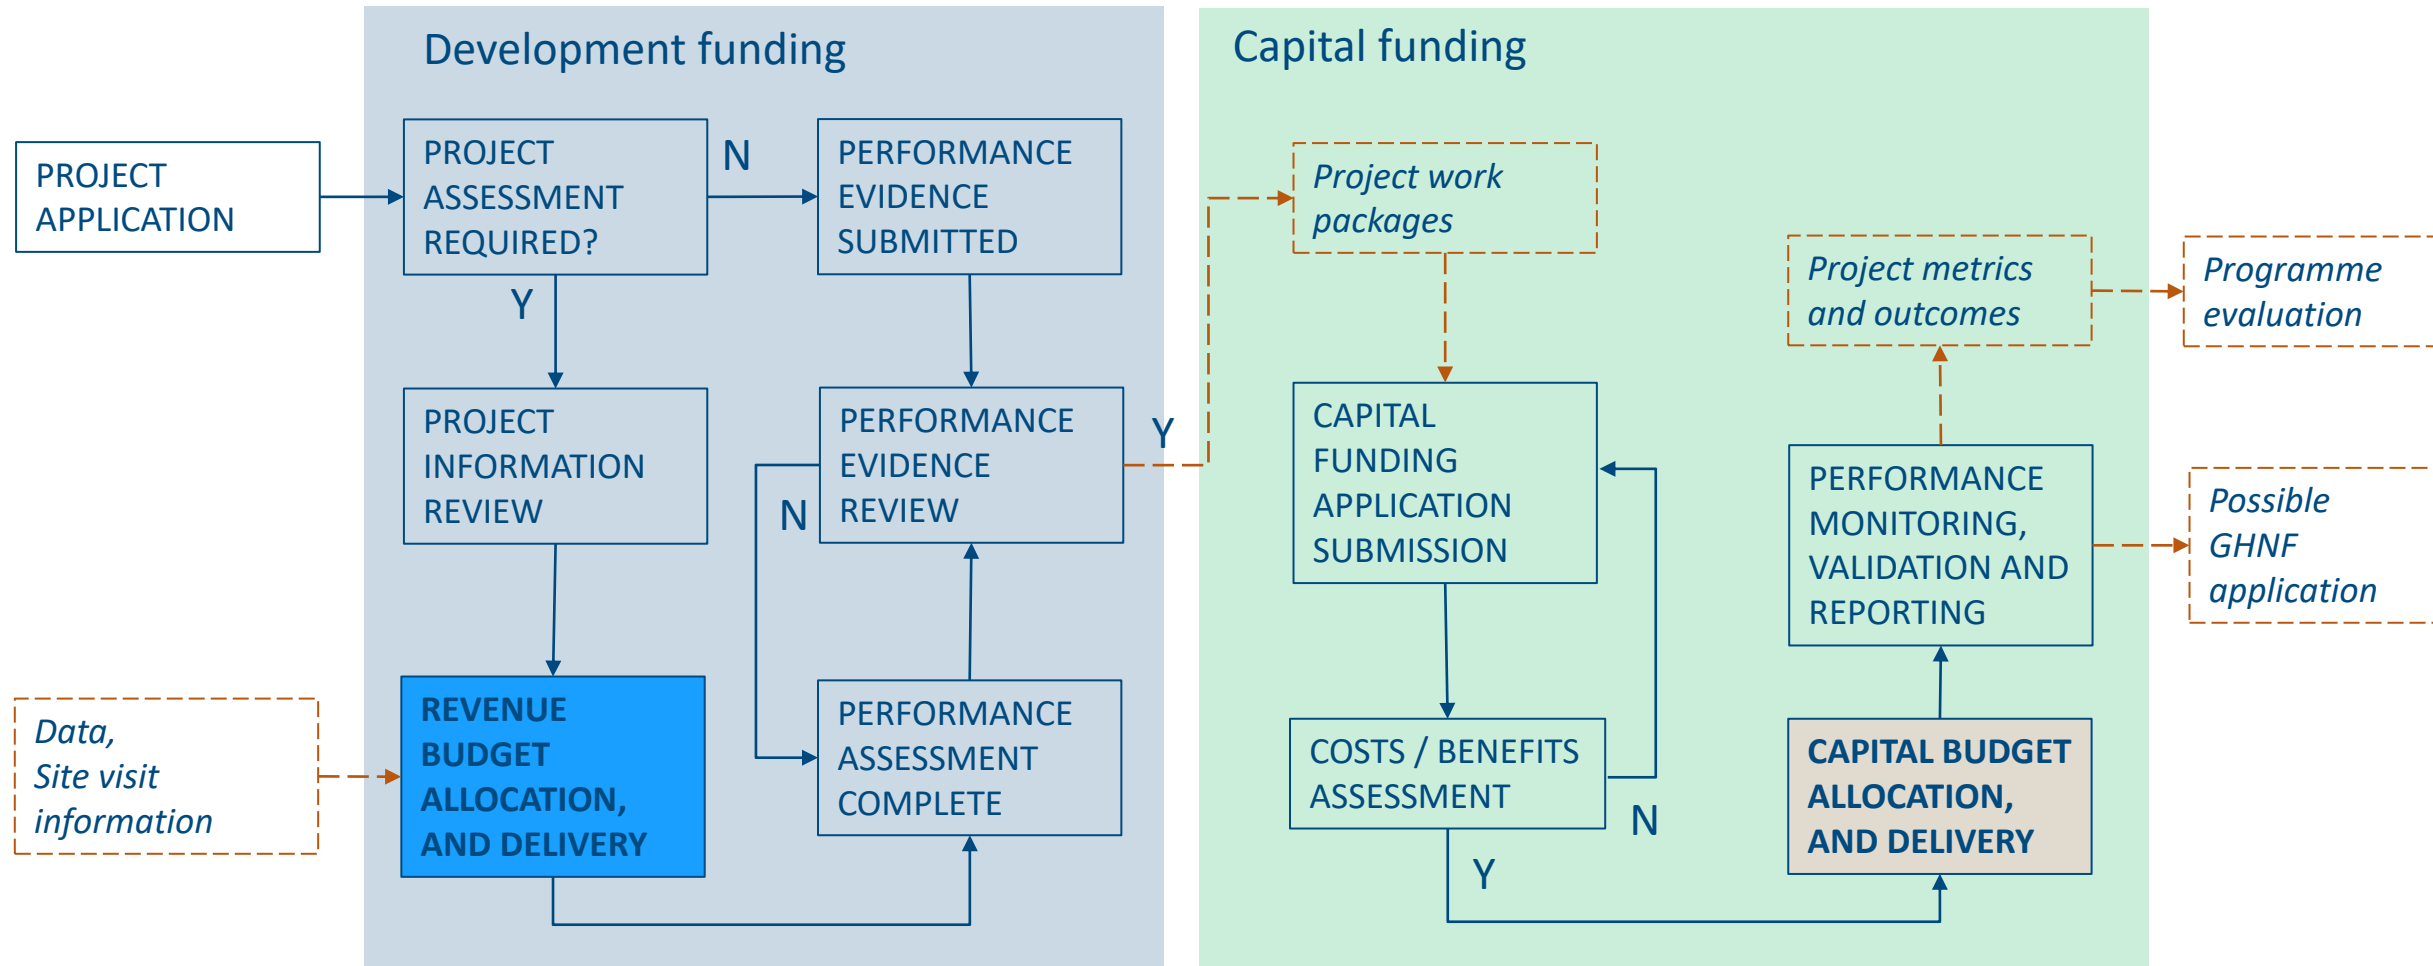 Development funding
Capital funding
PROJECT
APPLICATION
PROJECT
ASSESSMENT
REQUIRED?
N
Y
PERFORMANCE
EVIDENCE
SUBMITTED
PROJECT
INFORMATION
REVIEW
PERFORMANCE
EVIDENCE
REVIEW
N
Y
Data,
Site visit
information
REVENUE
BUDGET
ALLOCATION,
AND DELIVERY
PERFORMANCE
ASSESSMENT
COMPLETE
Project work
packages
CAPITAL
FUNDING
APPLICATION
SUBMISSION
COSTS / BENEFITS
ASSESSMENT
N
Y
Project metrics
and outcomes
Programme
evaluation
PERFORMANCE
MONITORING,
VALIDATION AND
REPORTING
Possible
GHNF
application
CAPITAL BUDGET
ALLOCATION,
AND DELIVERY